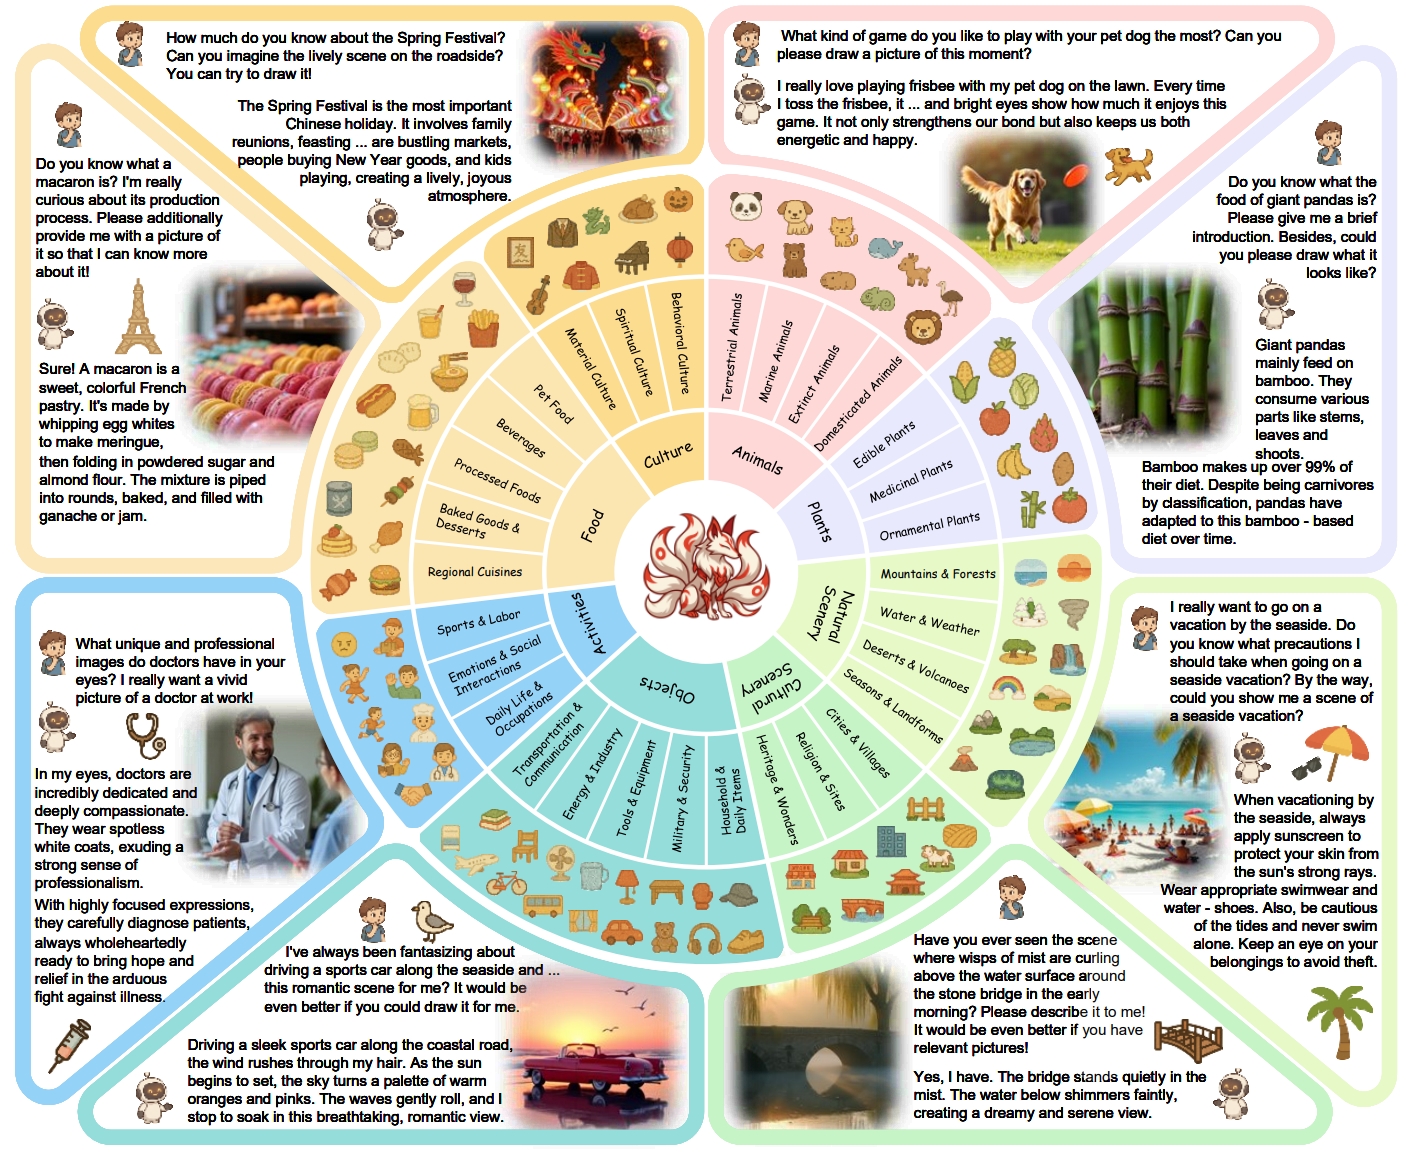 How much do you know about the Spring Festival?
Can you imagine the lively scene on the roadside?
You can try to draw it!
The Spring Festival is the most important
Chinese holiday. It involves family
reunions, feasting ... are bustling markets,
people buying New Year goods, and kids
playing, creating a lively, joyous
atmosphere.
What kind of game do you like to play with your pet dog the most? Can you
please draw a picture of this moment?
I really love playing frisbee with my pet dog on the lawn. Every time
I toss the frisbee, it ... and bright eyes show how much it enjoys this
game. It not only strengthens our bond but also keeps us both
energetic and happy.
Do you know what a
macaron is? I'm really
curious about its production
process. Please additionally
provide me with a picture of
it so that I can know more
about it!
Sure! A macaron is a
sweet, colorful French
pastry. It's made by
whipping egg whites
to make meringue,
then folding in powdered sugar and
almond flour. The mixture is piped
into rounds, baked, and filled with
ganache or jam.
Do you know what the
food of giant pandas is?
Please give me a brief
introduction. Besides, could
you please draw what it
looks like?
Giant pandas
mainly feed on
bamboo. They
consume various
parts like stems,
leaves and
shoots.
Bamboo makes up over 99% of
their diet. Despite being carnivores
by classification, pandas have
adapted to this bamboo - based
diet over time.
友
Culture
Material Culture
Spiritual Culture
Behavioral Culture
Animals
Terrestrial Animals
Marine Animals
Extinct Animals
Domesticated Animals
Plants
Edible Plants
Medicinal Plants
Ornamental Plants
Natural
Scenery
Mountains & Forests
Water & Weather
Deserts & Volcanoes
Seasons & Landforms
Cultural
Scenery
Cities & Villages
Religion & Sites
Heritage & Wonders
Objects
Household &
Daily Items
Military & Security
Tools & Equipment
Energy & Industry
Transportation &
Communication
Activities
Daily Life &
Occupations
Emotions & Social
Interactions
Sports & Labor
Food
Regional Cuisines
Baked Goods &
Desserts
Processed Foods
Beverages
Pet Food
What unique and professional
images do doctors have in your
eyes? I really want a vivid
picture of a doctor at work!
In my eyes, doctors are
incredibly dedicated and
deeply compassionate.
They wear spotless
white coats, exuding a
strong sense of
professionalism.
With highly focused expressions,
they carefully diagnose patients,
always wholeheartedly
ready to bring hope and
relief in the arduous
fight against illness.
I really want to go on a
vacation by the seaside. Do
you know what precautions I
should take when going on a
seaside vacation? By the way,
could you show me a scene of
a seaside vacation?
When vacationing by
the seaside, always
apply sunscreen to
protect your skin from
the sun's strong rays.
Wear appropriate swimwear and
water - shoes. Also, be cautious
of the tides and never swim
alone. Keep an eye on your
belongings to avoid theft.
I've always been fantasizing about
driving a sports car along the seaside and ...
this romantic scene for me? It would be
even better if you could draw it for me.
Driving a sleek sports car along the coastal road,
the wind rushes through my hair. As the sun
begins to set, the sky turns a palette of warm
oranges and pinks. The waves gently roll, and I
stop to soak in this breathtaking, romantic view.
Have you ever seen the scene
where wisps of mist are curling
above the water surface around
the stone bridge in the early
morning? Please describe it to me!
It would be even better if you have
relevant pictures!
Yes, I have. The bridge stands quietly in the
mist. The water below shimmers faintly,
creating a dreamy and serene view.